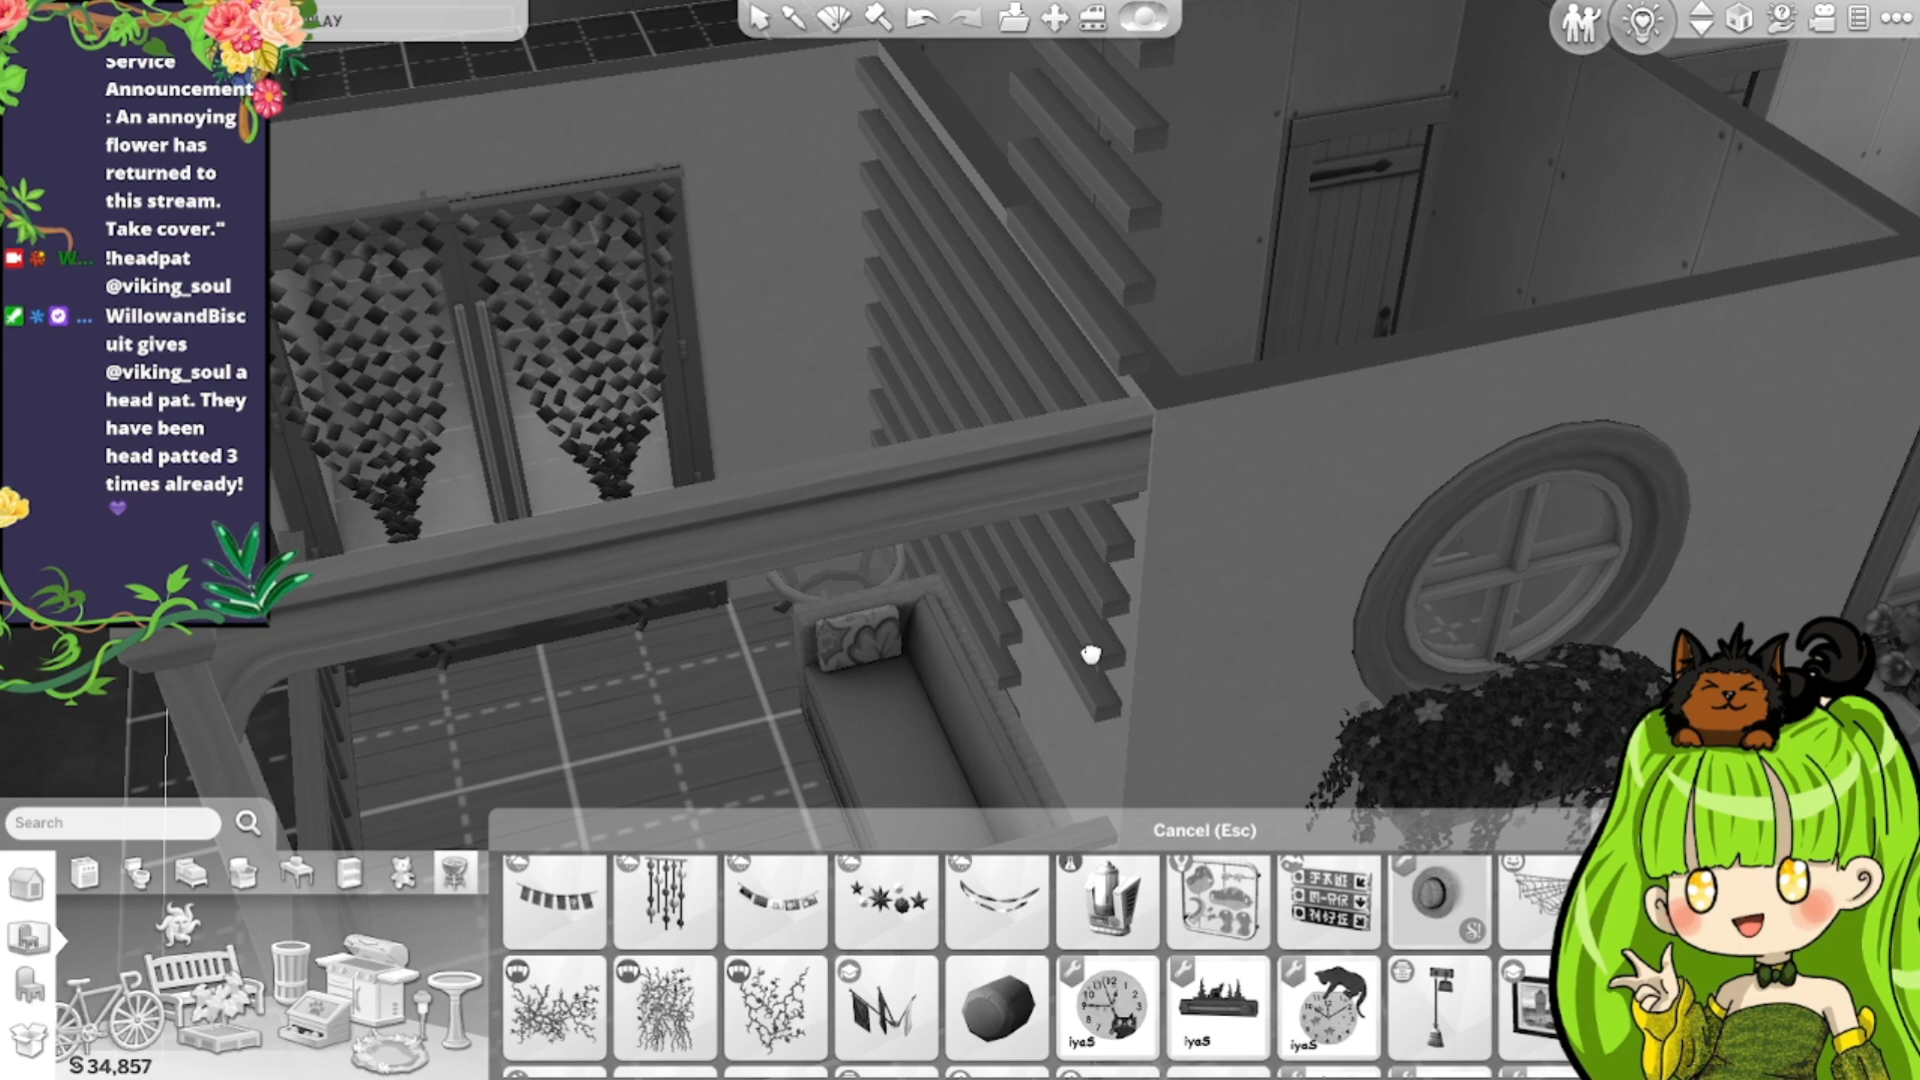 PLAY
Service
Announcement
: An annoying
flower has
returned to
this stream.
Take cover."
W... !headpat
@viking_soul
... WillowandBisc
uit gives
@viking_soul a
head pat. They
have been
head patted 3
times already!
Search
Cancel (Esc)
S!
iyaS
iyaS
iyaS
§34,857